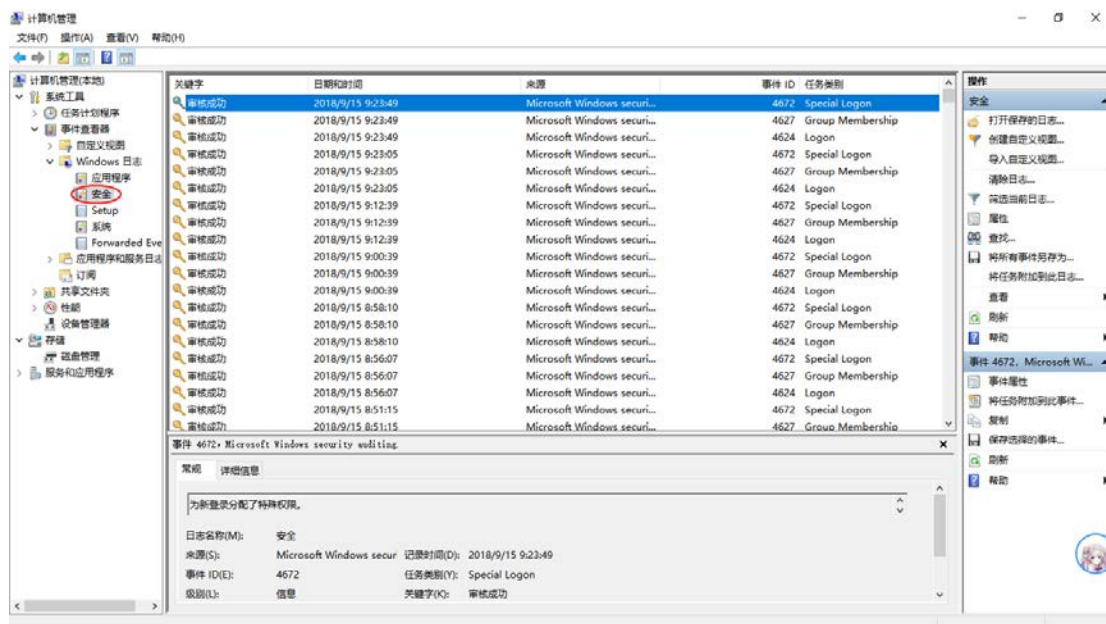 计算机管理
文件(F) 操作(A) 查看(V) 帮助(H)
计算机管理(本地)
系统工具
任务计划程序
事件查看器
自定义视图
Windows 日志
应用程序
安全
Setup
系统
Forwarded Eve
应用程序和服务日志
订阅
共享文件夹
性能
设备管理器
存储
磁盘管理
服务和应用程序
关键字 日期和时间 来源 事件 ID 任务类别
审核成功 2018/9/15 9:23:49 Microsoft Windows securi... 4672 Special Logon
审核成功 2018/9/15 9:23:49 Microsoft Windows securi... 4627 Group Membership
审核成功 2018/9/15 9:23:49 Microsoft Windows securi... 4624 Logon
审核成功 2018/9/15 9:23:05 Microsoft Windows securi... 4672 Special Logon
审核成功 2018/9/15 9:23:05 Microsoft Windows securi... 4627 Group Membership
审核成功 2018/9/15 9:23:05 Microsoft Windows securi... 4624 Logon
审核成功 2018/9/15 9:12:39 Microsoft Windows securi... 4672 Special Logon
审核成功 2018/9/15 9:12:39 Microsoft Windows securi... 4627 Group Membership
审核成功 2018/9/15 9:12:39 Microsoft Windows securi... 4624 Logon
审核成功 2018/9/15 9:00:39 Microsoft Windows securi... 4672 Special Logon
审核成功 2018/9/15 9:00:39 Microsoft Windows securi... 4627 Group Membership
审核成功 2018/9/15 9:00:39 Microsoft Windows securi... 4624 Logon
审核成功 2018/9/15 8:58:10 Microsoft Windows securi... 4672 Special Logon
审核成功 2018/9/15 8:58:10 Microsoft Windows securi... 4627 Group Membership
审核成功 2018/9/15 8:58:10 Microsoft Windows securi... 4624 Logon
审核成功 2018/9/15 8:56:07 Microsoft Windows securi... 4672 Special Logon
审核成功 2018/9/15 8:56:07 Microsoft Windows securi... 4627 Group Membership
审核成功 2018/9/15 8:56:07 Microsoft Windows securi... 4624 Logon
审核成功 2018/9/15 8:51:15 Microsoft Windows securi... 4672 Special Logon
审核成功 2018/9/15 8:51:15 Microsoft Windows securi... 4627 Group Membership
事件 4672，Microsoft Windows security auditing.
常规 详细信息
为新登录分配了特殊权限。
日志名称(M): 安全
来源(S): Microsoft Windows secur 记录时间(D): 2018/9/15 9:23:49
事件 ID(E): 4672 任务类别(Y): Special Logon
级别(L): 信息 关键字(K): 审核成功
操作
安全
打开保存的日志...
创建自定义视图...
导入自定义视图...
清除日志...
筛选当前日志...
属性
查找...
将所有事件另存为...
将任务附加到此日志...
查看
刷新
帮助
事件 4672，Microsoft Wi...
事件属性
将任务附加到此事件...
复制
保存选择的事件...
刷新
帮助